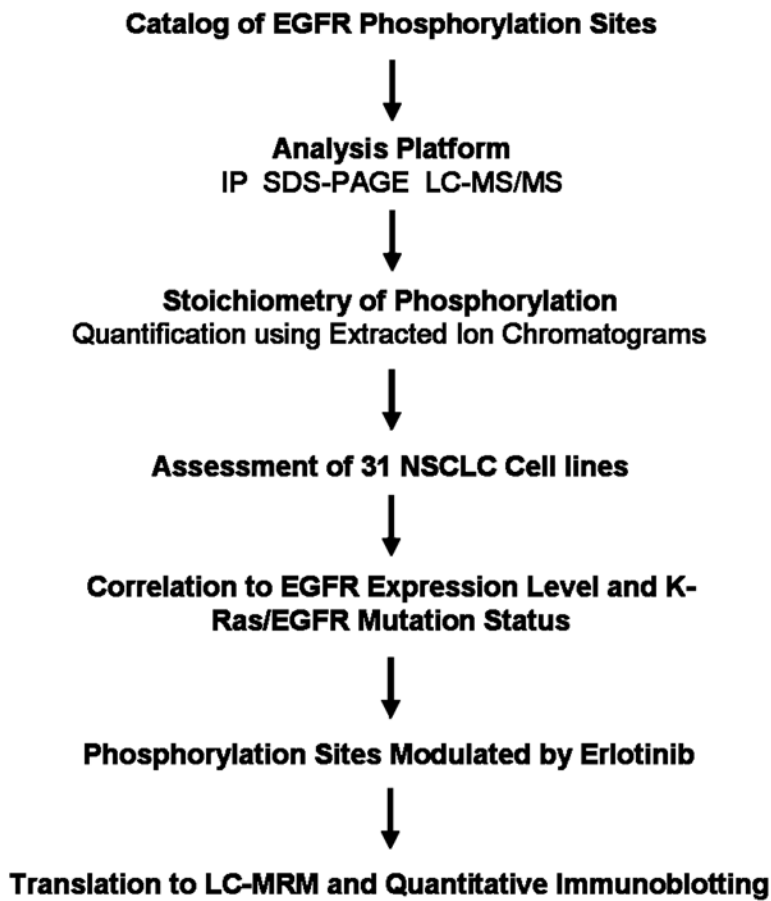 Catalog of EGFR Phosphorylation Sites
Analysis Platform
IP SDS-PAGE LC-MS/MS
Stoichiometry of Phosphorylation
Quantification using Extracted Ion Chromatograms
Assessment of 31 NSCLC Cell lines
Correlation to EGFR Expression Level and K-
Ras/EGFR Mutation Status
Phosphorylation Sites Modulated by Erlotinib
Translation to LC-MRM and Quantitative Immunoblotting